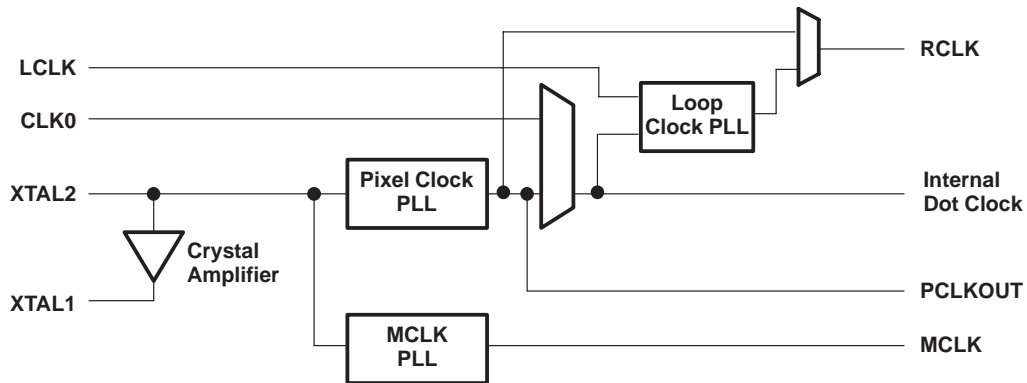 LCLK
CLK0
XTAL2
XTAL1
Crystal
Amplifier
Pixel Clock
PLL
MCLK
PLL
Loop
Clock PLL
RCLK
Internal
Dot Clock
PCLKOUT
MCLK